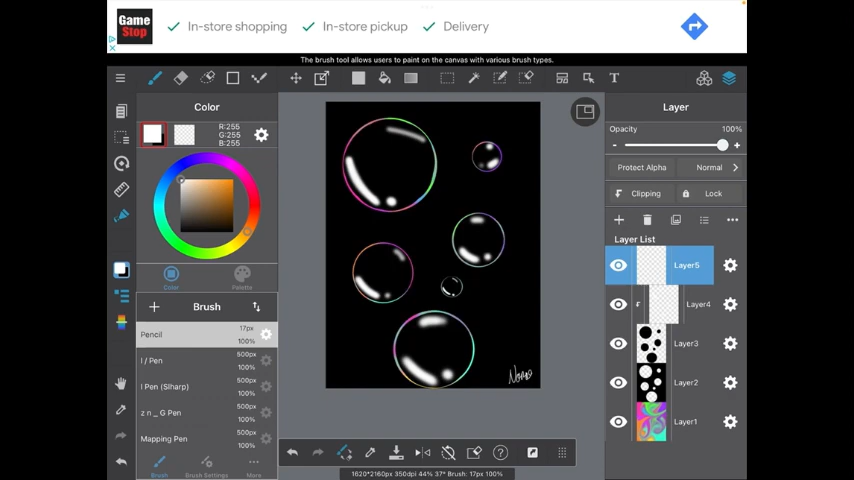 Game
Stop
In-store shopping
In-store pickup
Delivery
The brush tool allows users to paint on the canvas with various brush types.
T
Color
R:255
G:255
B:255
Color
Palette
Brush
Pencil
17px
100%
! / Pen
500px
100%
! Pen (Slharp)
500px
100%
z n _ G Pen
500px
100%
Mapping Pen
500px
100%
Brush
Brush Settings
More
Layer
Opacity
100%
- +
Protect Alpha
Normal
Clipping
Lock
Layer List
Layer5
Layer4
Layer3
Layer2
Layer1
1620*2160px 350dpi 44% 37° Brush: 17px 100%